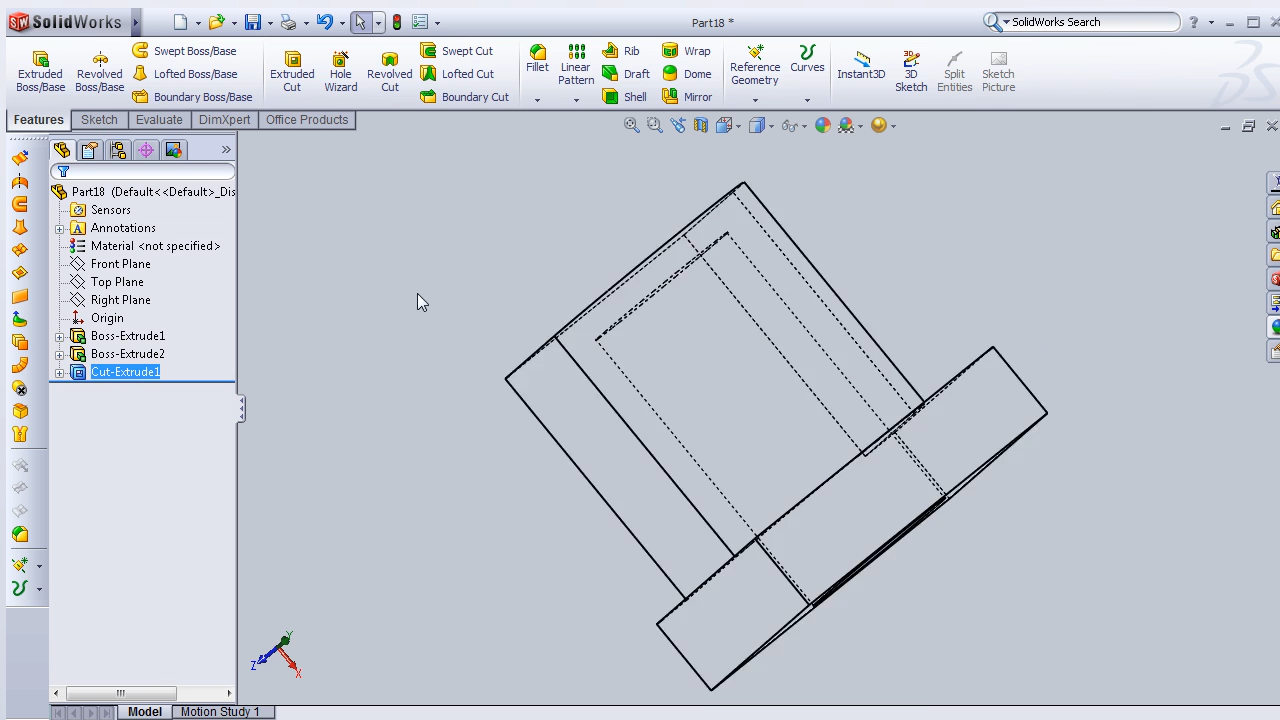 SolidWorks
Part18 *
SolidWorks Search
Extruded Boss/Base
Revolved Boss/Base
Swept Boss/Base
Lofted Boss/Base
Boundary Boss/Base
Extruded Cut
Hole Wizard
Revolved Cut
Swept Cut
Lofted Cut
Boundary Cut
Fillet
Linear Pattern
Rib
Draft
Shell
Wrap
Dome
Mirror
Reference Geometry
Curves
Instant3D
3D Sketch
Split Entities
Sketch Picture
Features
Sketch
Evaluate
DimXpert
Office Products
Part18 (Default<<Default>_Dis
Sensors
Annotations
Material <not specified>
Front Plane
Top Plane
Right Plane
Origin
Boss-Extrude1
Boss-Extrude2
Cut-Extrude1
Y
Z
X
Model
Motion Study 1